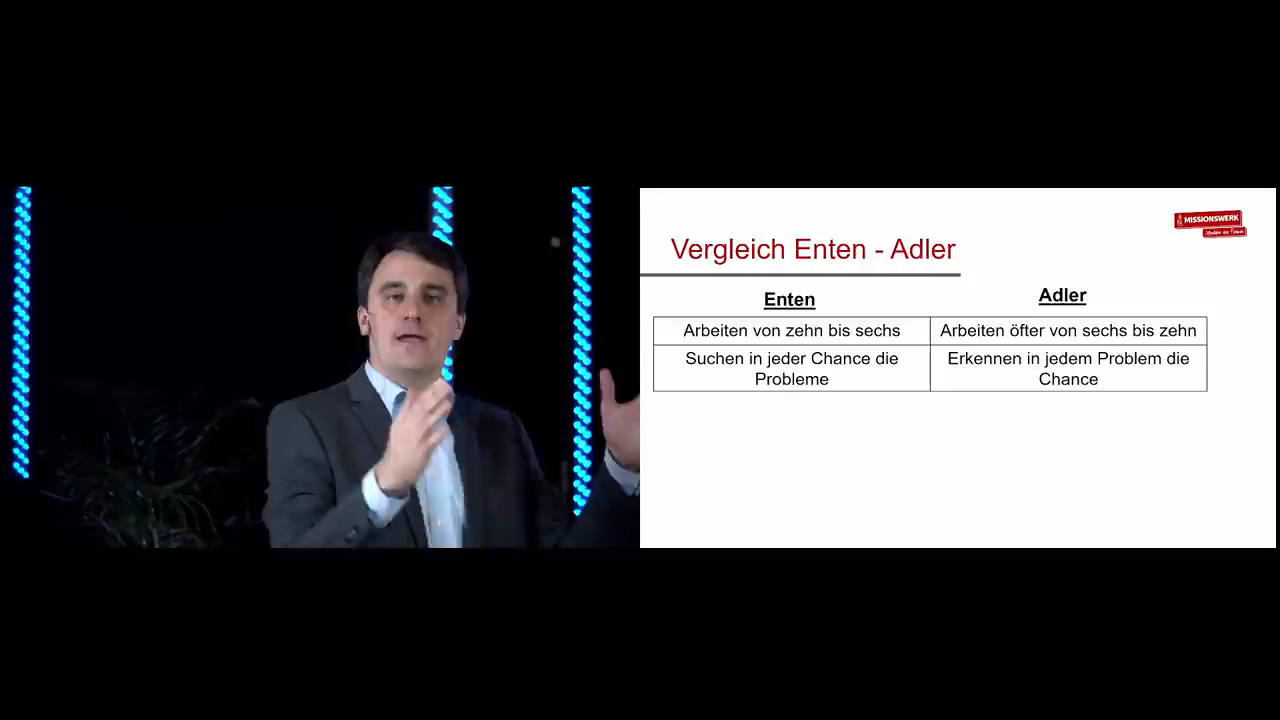 MISSIONSWERK
Vergleich Enten - Adler
Enten
Adler
Arbeiten von zehn bis sechs
Arbeiten öfter von sechs bis zehn
Suchen in jeder Chance die
Probleme
Erkennen in jedem Problem die
Chance